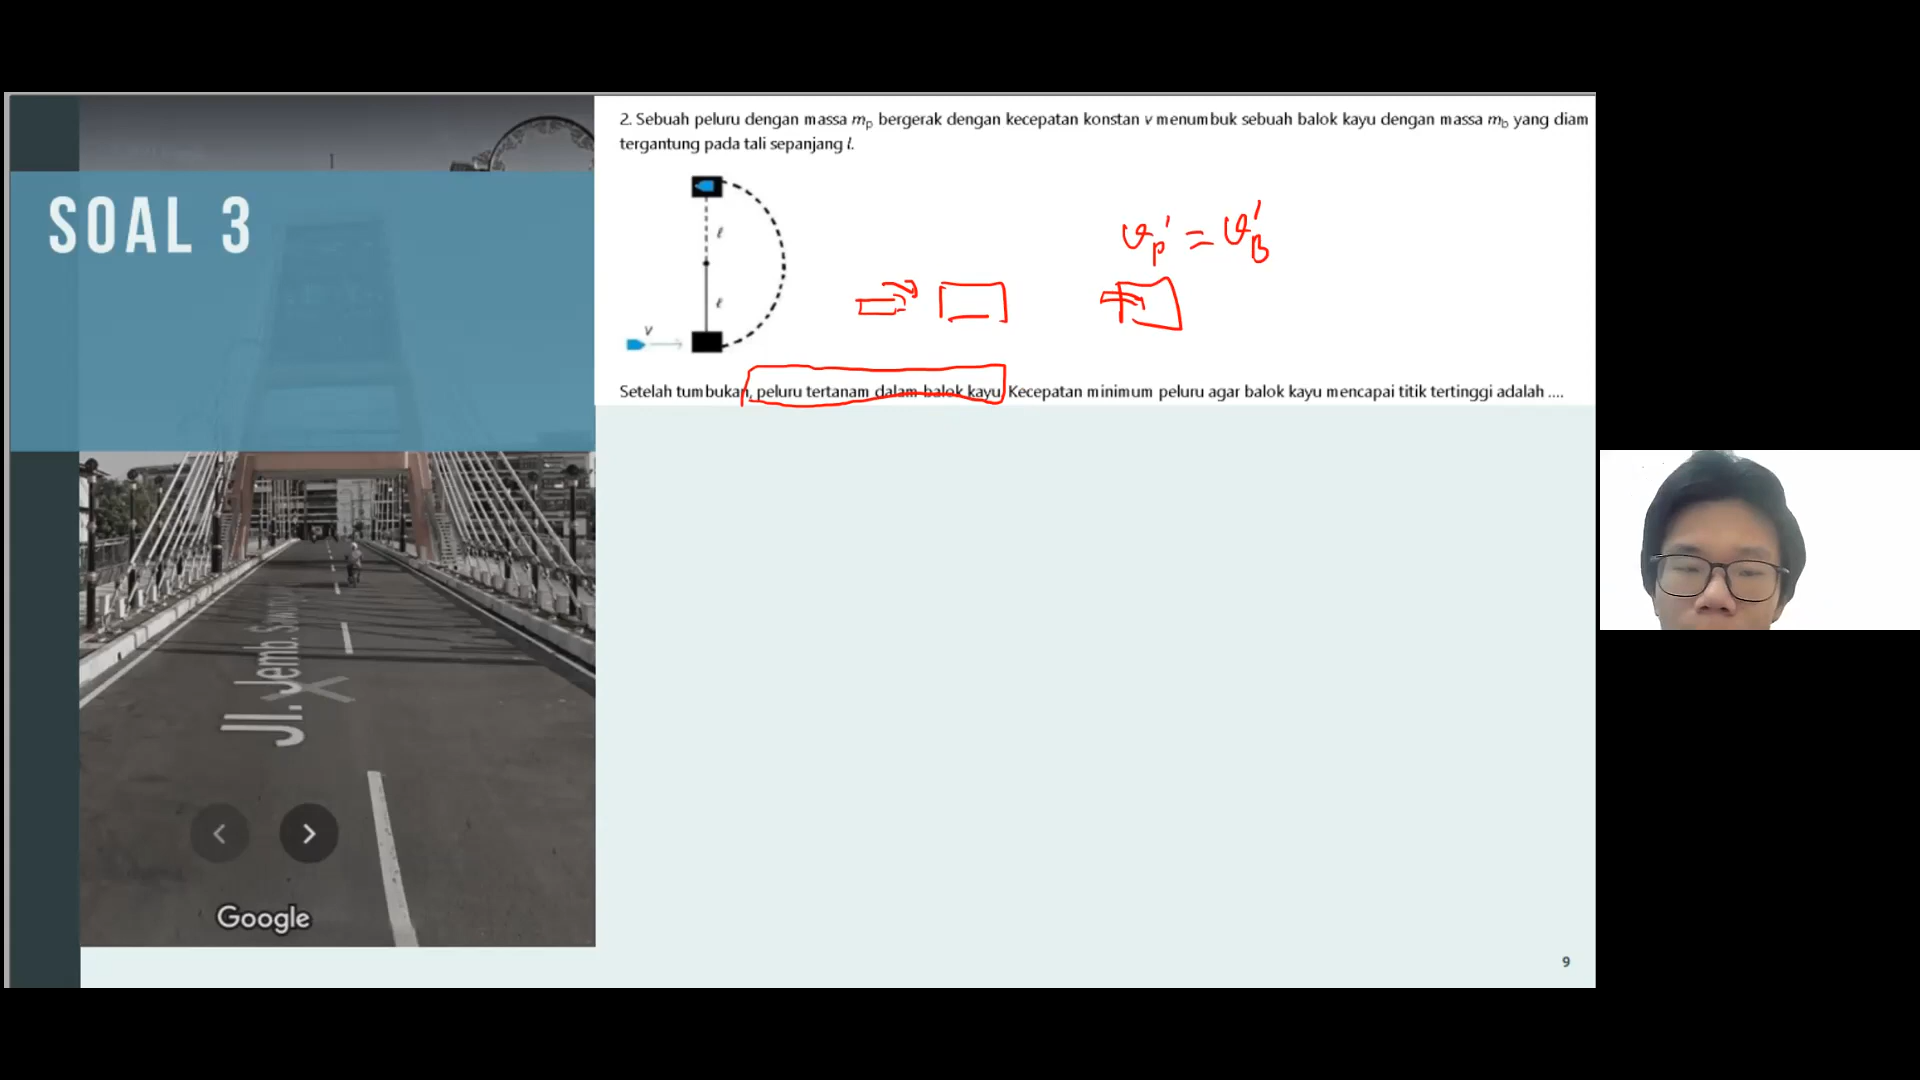 SOAL 3
2. Sebuah peluru dengan massa mp bergerak dengan kecepatan konstan v menumbuk sebuah balok kayu dengan massa mb yang diam
tergantung pada tali sepanjang l.
ℓ
ℓ
v
vp' = vB'
Setelah tumbukan, peluru tertanam dalam balok kayu. Kecepatan minimum peluru agar balok kayu mencapai titik tertinggi adalah ....
Jl. Jemb.
Google
9